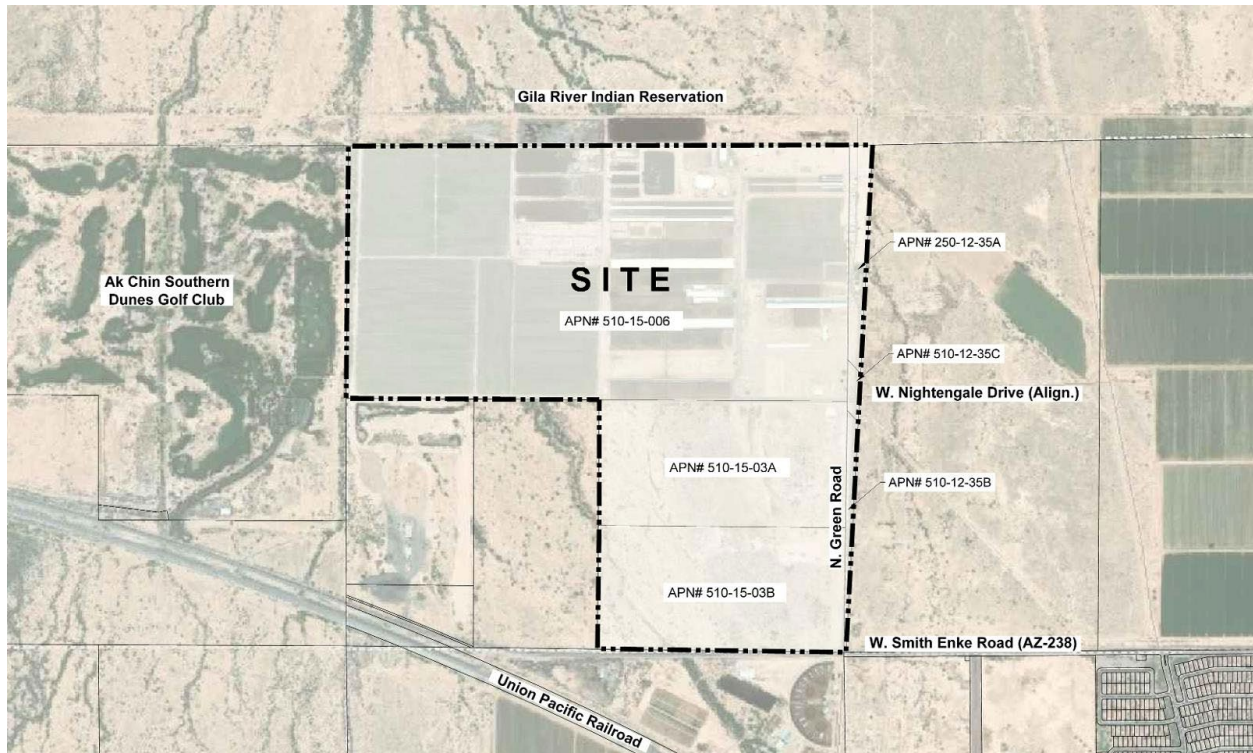 Gila River Indian Reservation
APN# 250-12-35A
Ak Chin Southern
Dunes Golf Club
SITE
APN# 510-15-006
APN# 510-12-35C
W. Nightengale Drive (Align.)
APN# 510-15-03A
APN# 510-12-35B
N. Green Road
APN# 510-15-03B
W. Smith Enke Road (AZ-238)
Union Pacific Railroad